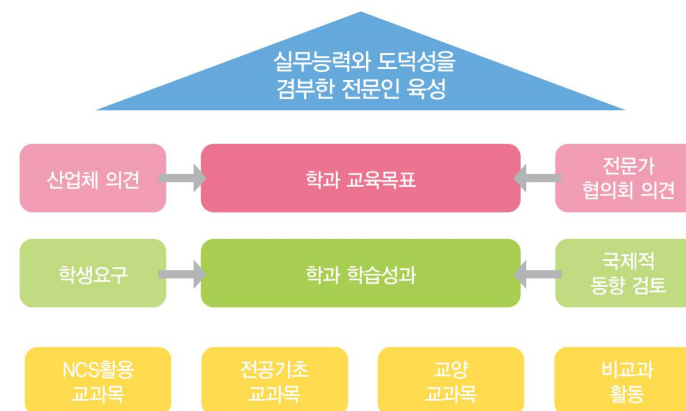 실무능력와 도덕성을
겸부한 전문인 육성
산업체 의견
학과 교육목표
전문가
협의회 의견
학생요구
학과 학습성과
국제적
동향 검토
NCS활용
교과목
전공기초
교과목
교양
교과목
비교과
활동